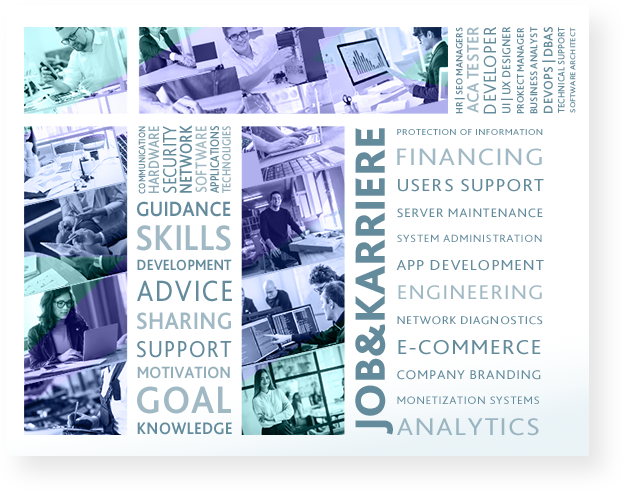 HR|SEO MANAGERS
ACA TESTER
DEVELOPER
UI|UX DESIGNER
PROKECT MANAGER
BUSINESS ANALYST
DEVOPS|DBAS
TECHNICAL SUPPORT
SOFTWARE ARCHITECT
COMMUNICATION
HARDWARE
SECURITY
NETWORK
SOFTWARE
APPLICATIONS
TECHNOLIGIES
GUIDANCE
SKILLS
DEVELOPMENT
ADVICE
SHARING
SUPPORT
MOTIVATION
GOAL
KNOWLEDGE
JOB&KARRIERE
PROTECTION OF INFORMATION
FINANCING
USERS SUPPORT
SERVER MAINTENANCE
SYSTEM ADMINISTRATION
APP DEVELOPMENT
ENGINEERING
NETWORK DIAGNOSTICS
E-COMMERCE
COMPANY BRANDING
MONETIZATION SYSTEMS
ANALYTICS